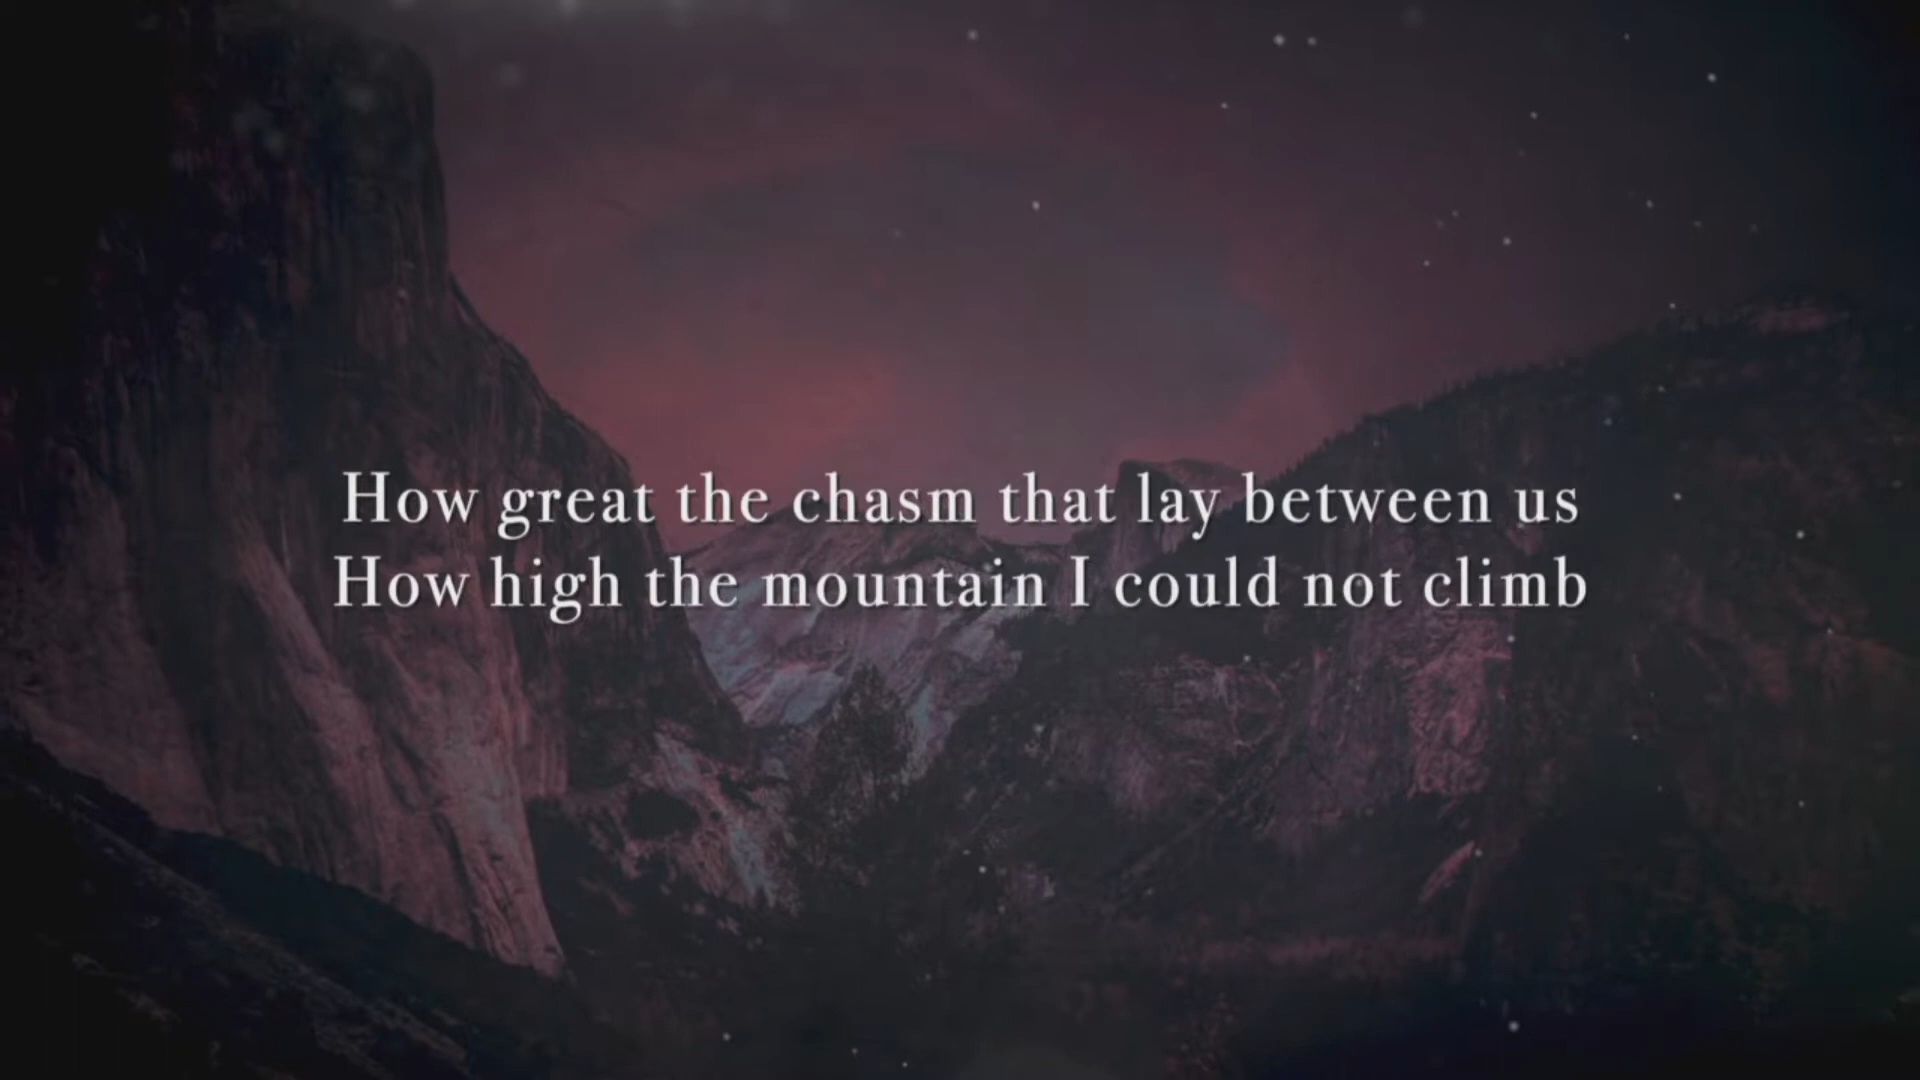 How great the chasm that lay between us
How high the mountain I could not climb